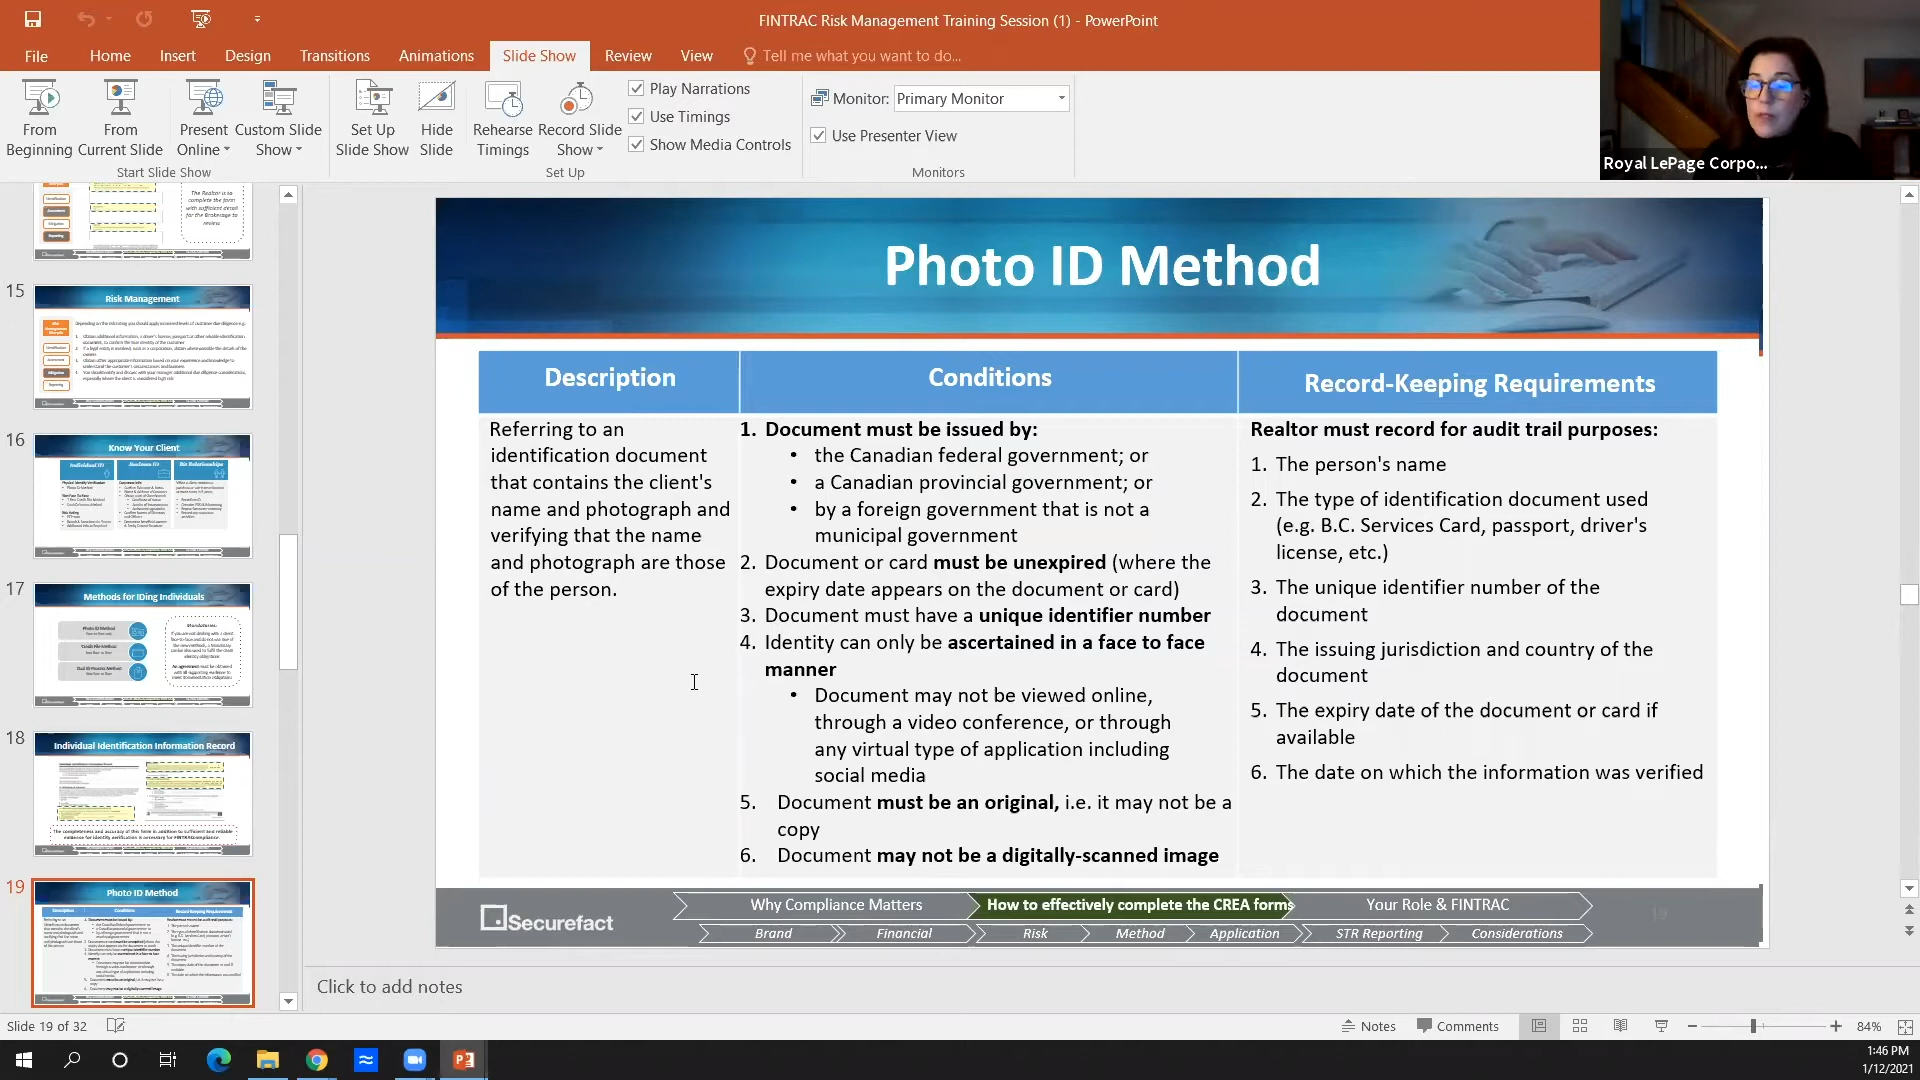 FINTRAC Risk Management Training Session (1) - PowerPoint
File Home Insert Design Transitions Animations Slide Show Review View Tell me what you want to do...
From Beginning
From Current Slide
Present Online
Custom Slide Show
Start Slide Show
Set Up Slide Show
Hide Slide
Rehearse Timings
Record Slide Show
Play Narrations
Use Timings
Show Media Controls
Set Up
Monitor: Primary Monitor
Use Presenter View
Monitors
Royal LePage Corpo...
The Realtor is to
complete the form
with sufficient detail
for the Brokerage to
review
15
Risk Management
16
Know Your Client
17
Methods for IDing Individuals
18
Individual Identification Information Record
19
Photo ID Method
Photo ID Method
Description
Referring to an
identification document
that contains the client's
name and photograph and
verifying that the name
and photograph are those
of the person.
Conditions
1. Document must be issued by:
• the Canadian federal government; or
• a Canadian provincial government; or
• by a foreign government that is not a
municipal government
2. Document or card must be unexpired (where the
expiry date appears on the document or card)
3. Document must have a unique identifier number
4. Identity can only be ascertained in a face to face
manner
• Document may not be viewed online,
through a video conference, or through
any virtual type of application including
social media
5. Document must be an original, i.e. it may not be a
copy
6. Document may not be a digitally-scanned image
Record-Keeping Requirements
Realtor must record for audit trail purposes:
1. The person's name
2. The type of identification document used
(e.g. B.C. Services Card, passport, driver's
license, etc.)
3. The unique identifier number of the
document
4. The issuing jurisdiction and country of the
document
5. The expiry date of the document or card if
available
6. The date on which the information was verified
Securefact
Why Compliance Matters
How to effectively complete the CREA forms
Your Role & FINTRAC
19
Brand
Financial
Risk
Method
Application
STR Reporting
Considerations
Click to add notes
Slide 19 of 32
Notes
Comments
84%
1:46 PM
1/12/2021